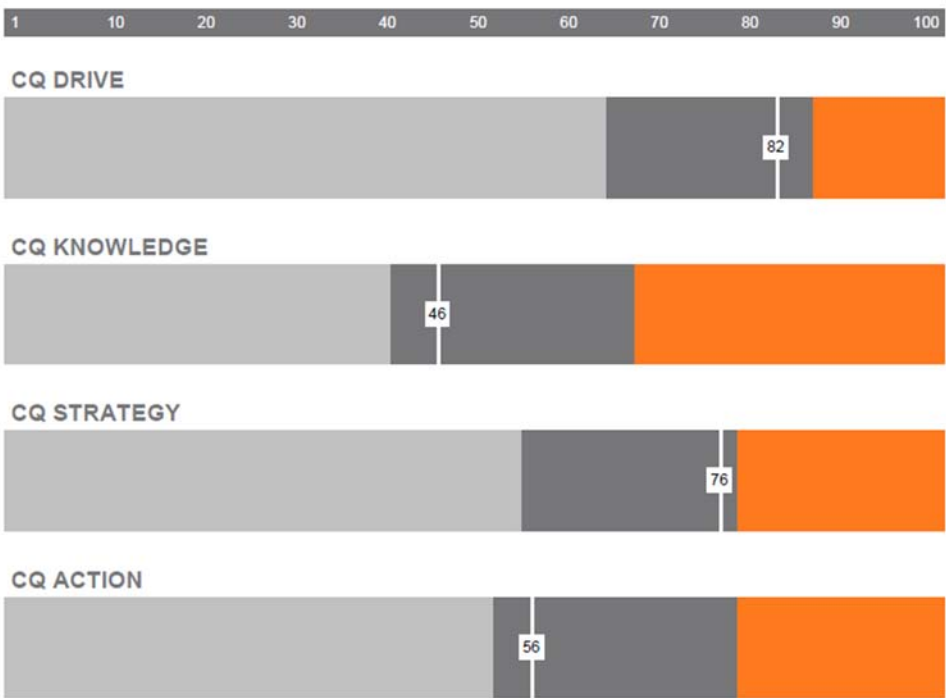 1 10 20 30 40 50 60 70 80 90 100
CQ DRIVE
82
CQ KNOWLEDGE
46
CQ STRATEGY
76
CQ ACTION
56